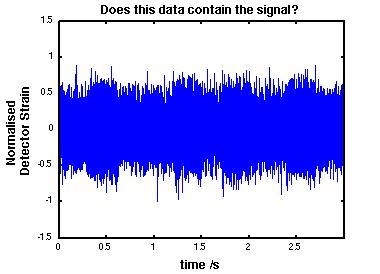 Does this data contain the signal?
Normalised
Detector Strain
1.5
1
0.5
0
-0.5
-1
-1.5
0 0.5 1 1.5 2 2.5
time /s